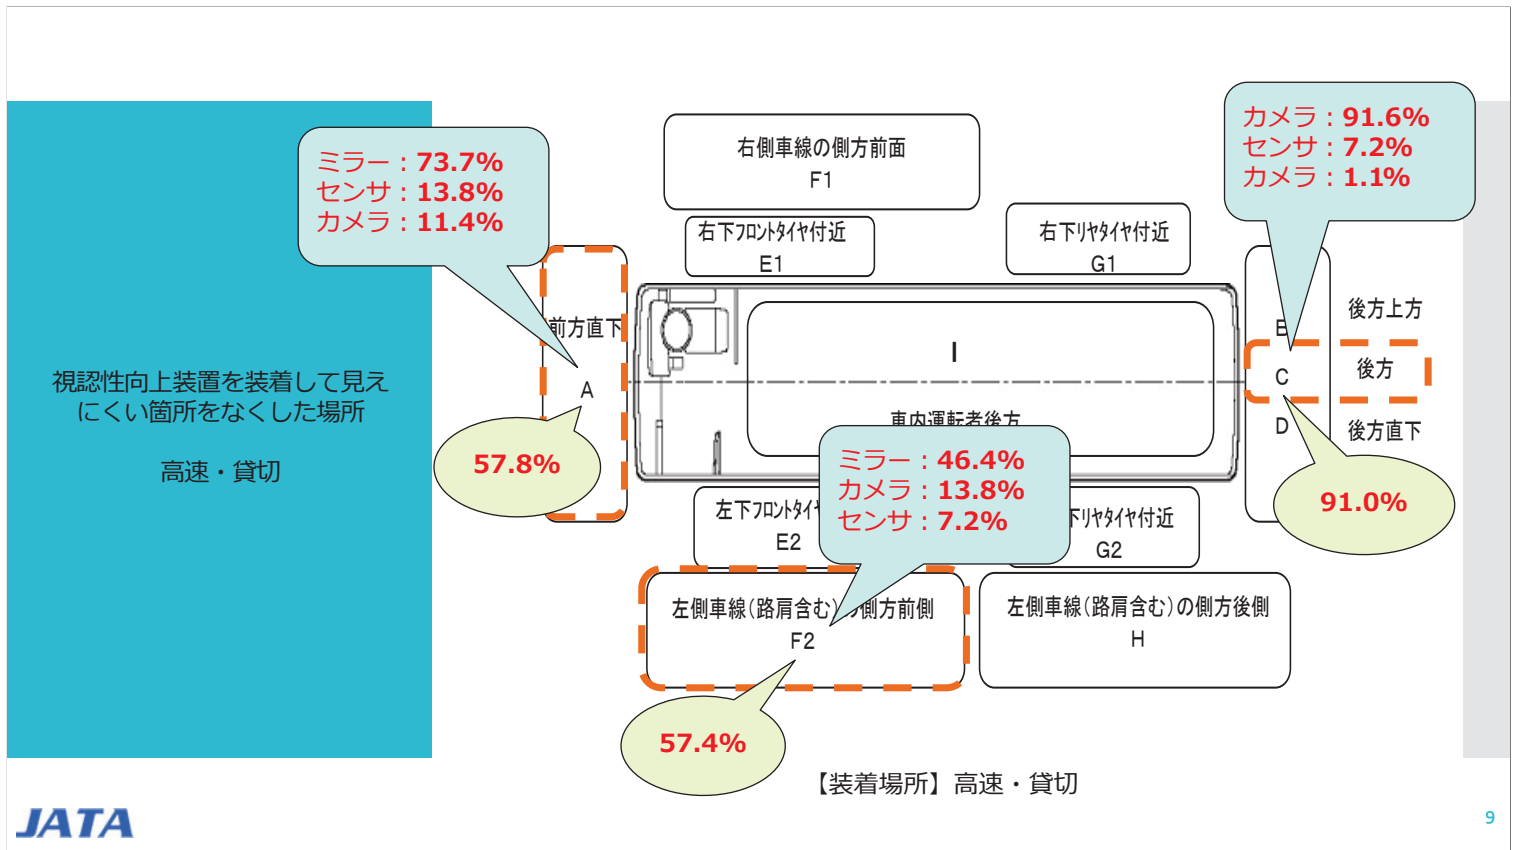 視認性向上装置を装着して見え
にくい箇所をなくした場所
高速・貸切
ミラー：73.7%
センサ：13.8%
カメラ：11.4%
右側車線の側方前面
F1
カメラ：91.6%
センサ：7.2%
カメラ：1.1%
右下フロントタイヤ付近
E1
右下リヤタイヤ付近
G1
前方直下
A
57.8%
I
車内運転者後方
B
後方上方
C
後方
D
後方直下
91.0%
ミラー：46.4%
カメラ：13.8%
センサ：7.2%
左下フロントタイ
E2
下リヤタイヤ付近
G2
左側車線(路肩含む)の側方前側
F2
左側車線(路肩含む)の側方後側
H
57.4%
【装着場所】高速・貸切
JATA
9